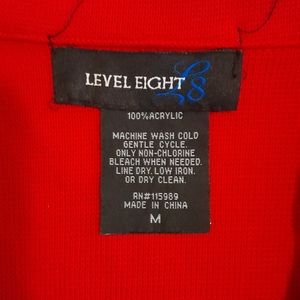 LEVEL EIGHT L8
100% ACRYLIC
MACHINE WASH COLD
GENTLE CYCLE.
ONLY NON-CHLORINE
BLEACH WHEN NEEDED.
LINE DRY. LOW IRON.
OR DRY CLEAN.
RN#115989
MADE IN CHINA
M